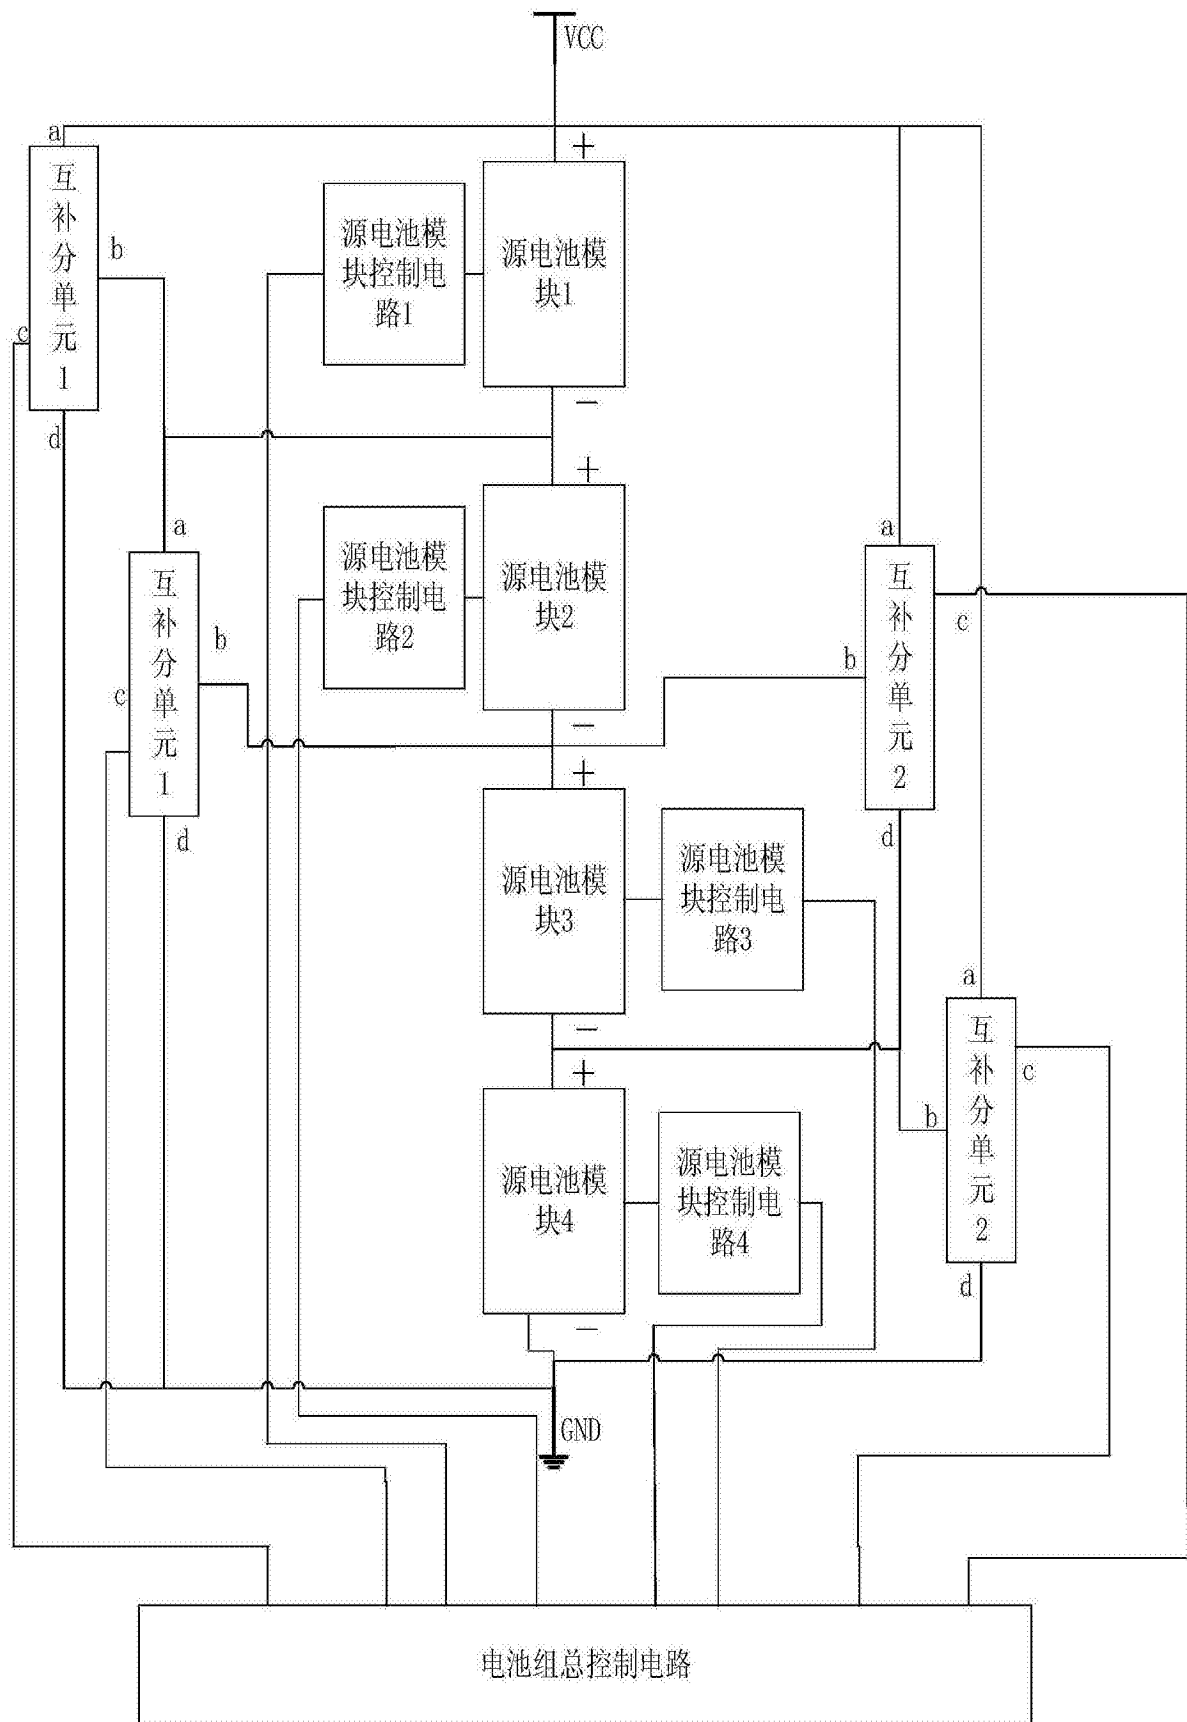 VCC
a
+
互
补
分
单
元
1
b
c
d
源电池模
块控制电
路1
源电池模
块1
−
+
a
互
补
分
单
元
1
b
c
d
源电池模
块控制电
路2
源电池模
块2
−
a
互
补
分
单
元
2
b
c
d
+
源电池模
块3
源电池模
块控制电
路3
−
a
互
补
分
单
元
2
b
c
d
+
源电池模
块4
源电池模
块控制电
路4
−
GND
电池组总控制电路